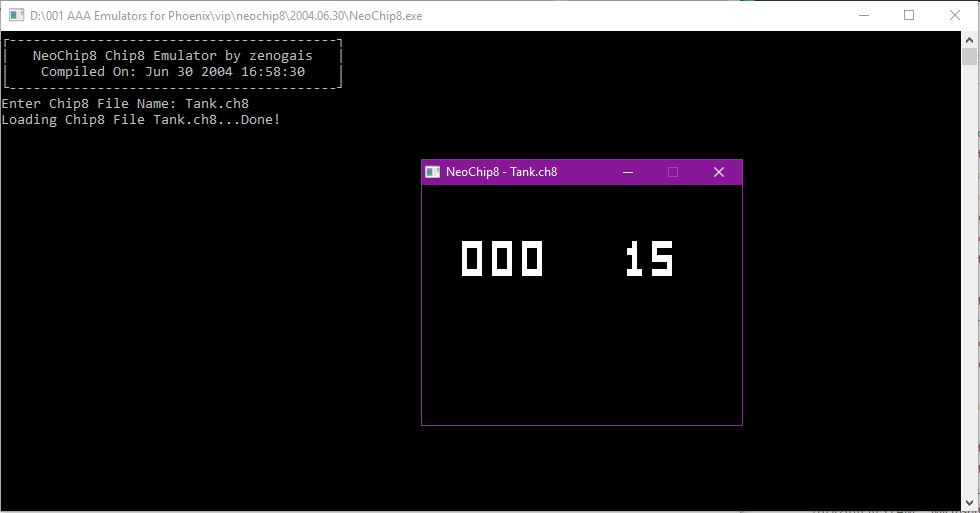 D:\001 AAA Emulators for Phoenix\vip\neochip8\2004.06.30\NeoChip8.exe
NeoChip8 Chip8 Emulator by zenogais
Compiled On: Jun 30 2004 16:58:30
Enter Chip8 File Name: Tank.ch8
Loading Chip8 File Tank.ch8...Done!
NeoChip8 - Tank.ch8
000 15